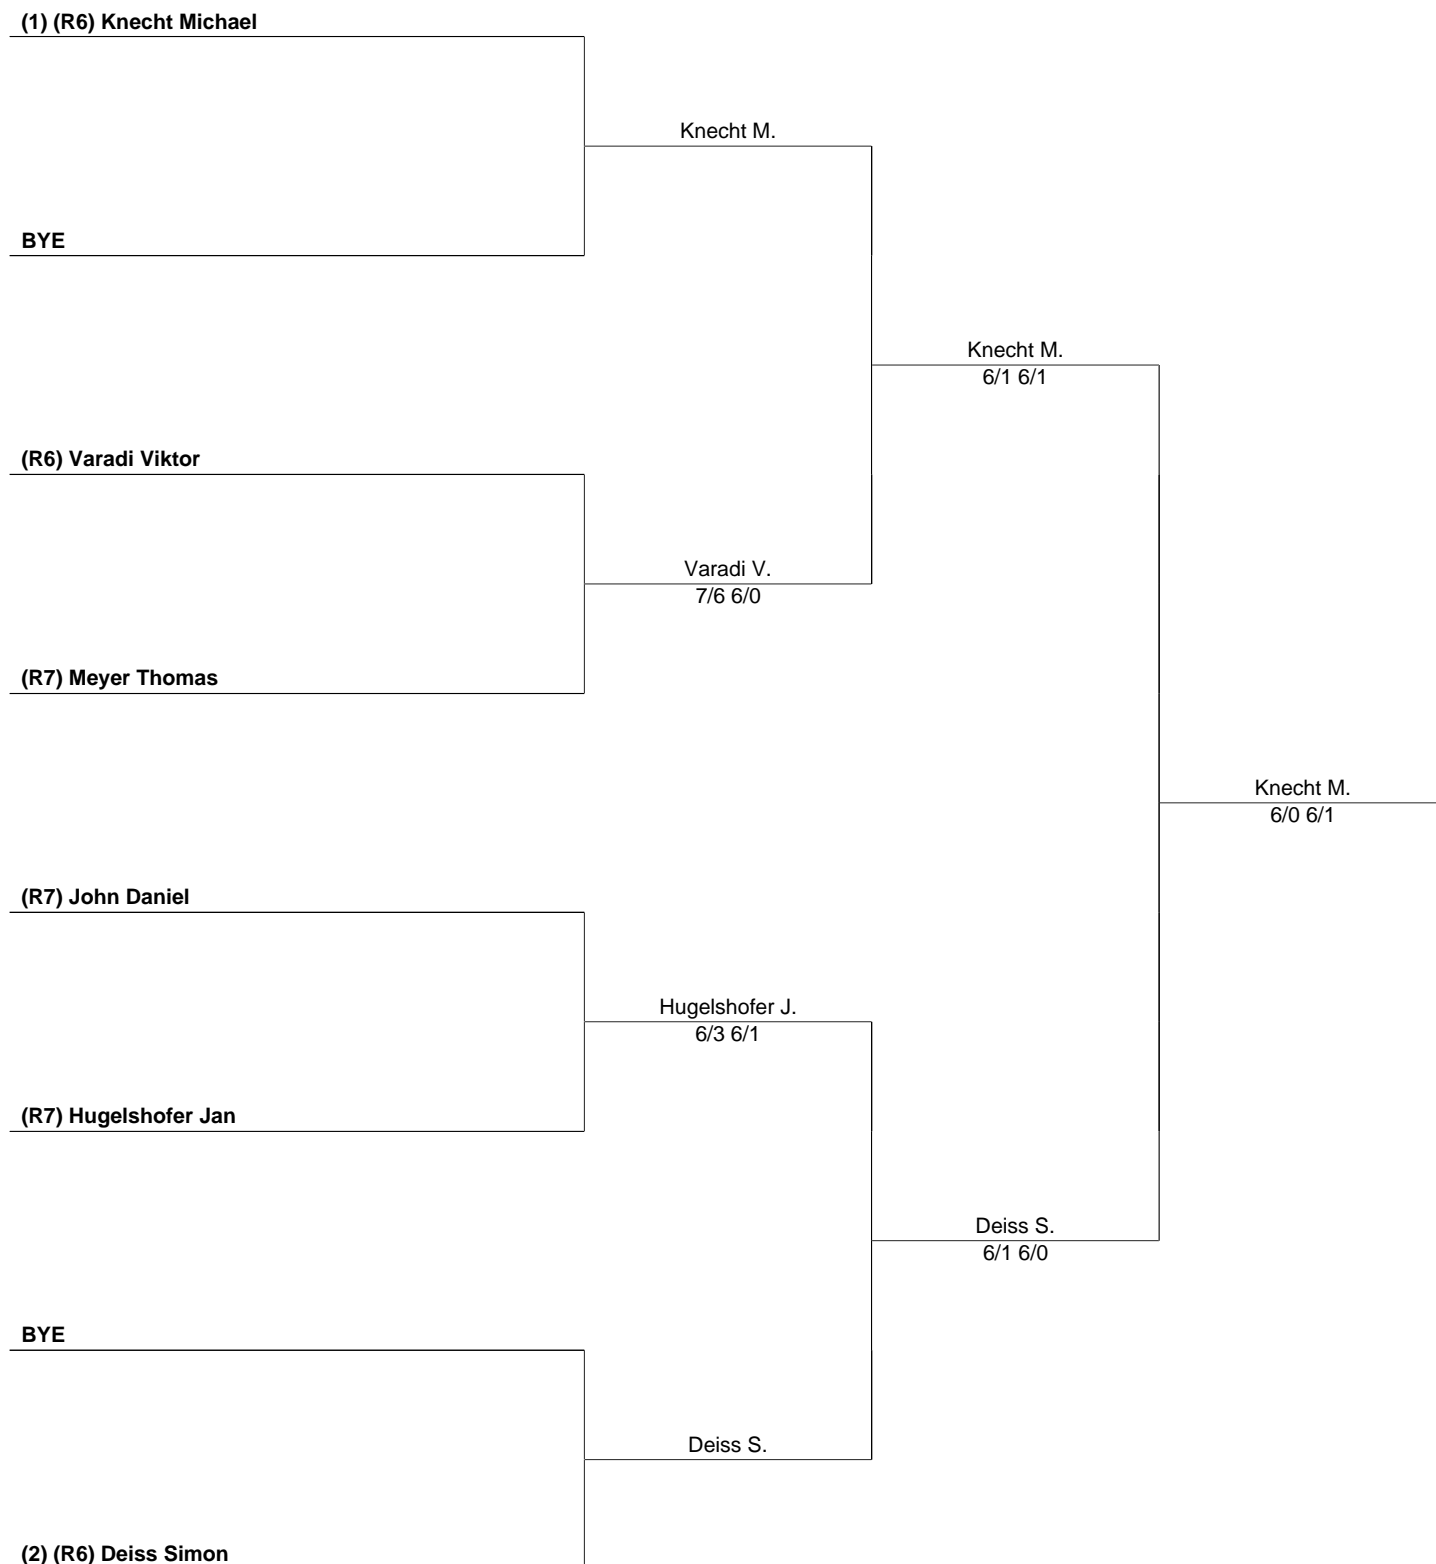 (1) (R6) Knecht Michael
Knecht M.
BYE
Knecht M.
6/1 6/1
(R6) Varadi Viktor
Varadi V.
7/6 6/0
(R7) Meyer Thomas
Knecht M.
6/0 6/1
(R7) John Daniel
Hugelshofer J.
6/3 6/1
(R7) Hugelshofer Jan
Deiss S.
6/1 6/0
BYE
Deiss S.
(2) (R6) Deiss Simon